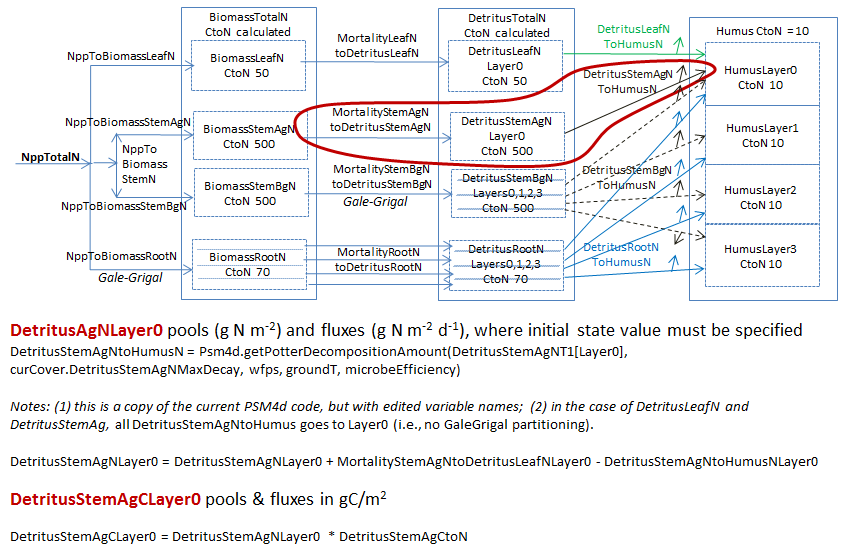 BiomassTotalN
CtoN calculated
DetritusTotalN
CtoN calculated
Humus CtoN =10
NppToBiomassLeafN
BiomassLeafN
CtoN 50
MortalityLeafN
toDetritusLeafN
DetritusLeafN
Layer0
CtoN 50
DetritusLeafN
ToHumusN
HumusLayer0
CtoN 10
NppToBiomassStemAgN
BiomassStemAgN
CtoN 500
MortalityStemAgN
toDetritusStemAgN
DetritusStemAgN
Layer0
CtoN 500
DetritusStemAgN
ToHumusN
HumusLayer1
CtoN 10
NppTotalN
NppTo
Biomass
StemN
NppToBiomassStemBgN
BiomassStemBgN
CtoN 500
MortalityStemBgN
toDetritusStemBgN
Gale-Grigal
DetritusStemBgN
Layers0,1,2,3
CtoN 500
DetritusStemBgN
ToHumusN
HumusLayer2
CtoN 10
NppToBiomassRootN
Gale-Grigal
BiomassRootN
CtoN 70
MortalityRootN
toDetritusRootN
DetritusRootN
Layers0,1,2,3
CtoN 70
DetritusRootN
ToHumusN
HumusLayer3
CtoN 10
DetritusAgNLayer0 pools (g N m-2) and fluxes (g N m-2 d-1), where initial state value must be specified
DetritusStemAgNtoHumusN = Psm4d.getPotterDecompositionAmount(DetritusStemAgNT1[Layer0],
curCover.DetritusStemAgNMaxDecay, wfps, groundT, microbeEfficiency)
Notes: (1) this is a copy of the current PSM4d code, but with edited variable names; (2) in the case of DetritusLeafN and
DetritusStemAg, all DetritusStemAgNtoHumus goes to Layer0 (i.e., no GaleGrigal partitioning).
DetritusStemAgNLayer0 = DetritusStemAgNLayer0 + MortalityStemAgNtoDetritusLeafNLayer0 - DetritusStemAgNtoHumusNLayer0
DetritusStemAgCLayer0 pools & fluxes in gC/m2
DetritusStemAgCLayer0 = DetritusStemAgNLayer0 * DetritusStemAgCtoN